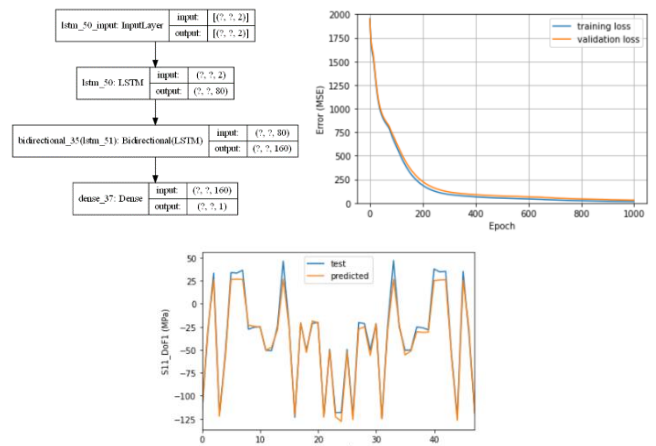 lstm_50_input: InputLayer
input: [(?, ?, 2)]
output: [(?, ?, 2)]
lstm_50: LSTM
input: (?, ?, 2)
output: (?, ?, 80)
bidirectional_35(lstm_51): Bidirectional(LSTM)
input: (?, ?, 80)
output: (?, ?, 160)
dense_37: Dense
input: (?, ?, 160)
output: (?, ?, 1)
2000
1750
1500
1250
1000
750
500
250
0
Error (MSE)
training loss
validation loss
0 200 400 600 800 1000
Epoch
50
25
0
−25
−50
−75
−100
−125
S11_DoF1 (MPa)
test
predicted
0 10 20 30 40